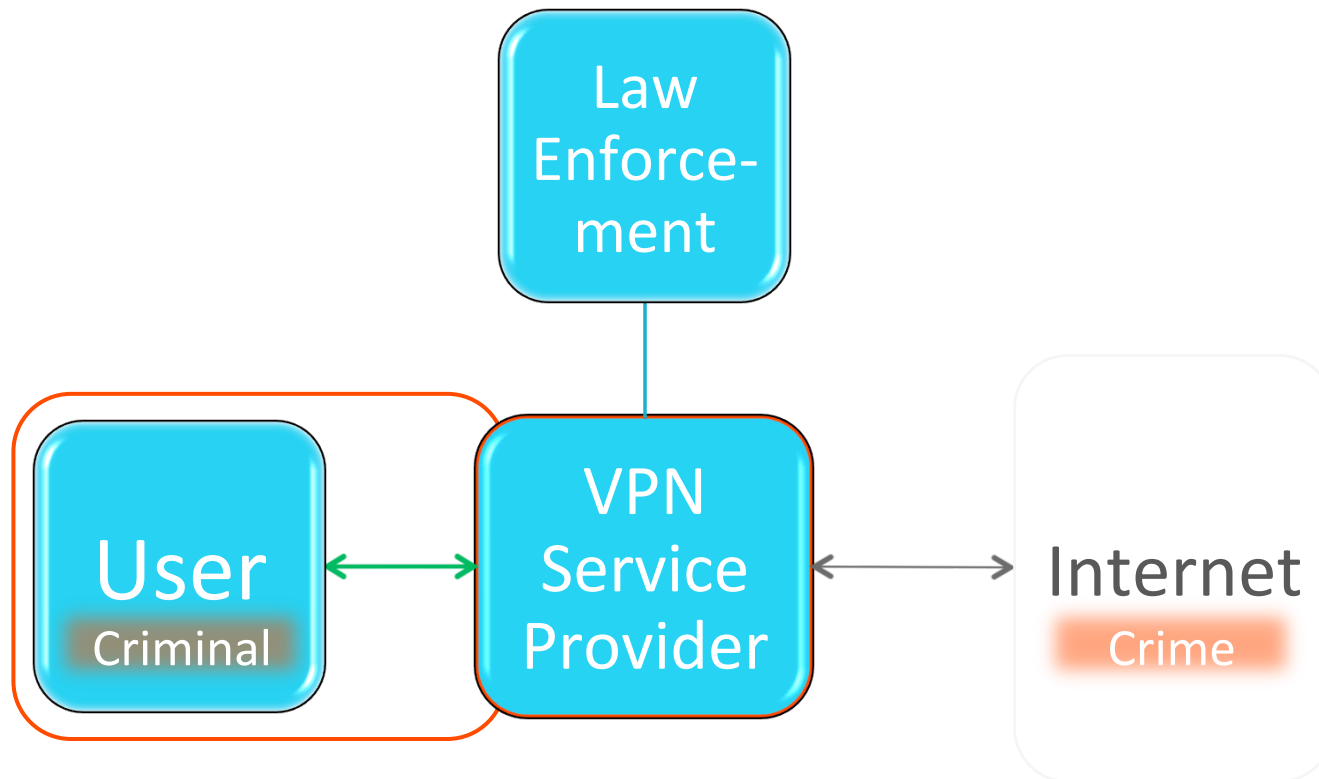 Law
Enforce-
ment
User
Criminal
VPN
Service
Provider
Internet
Crime